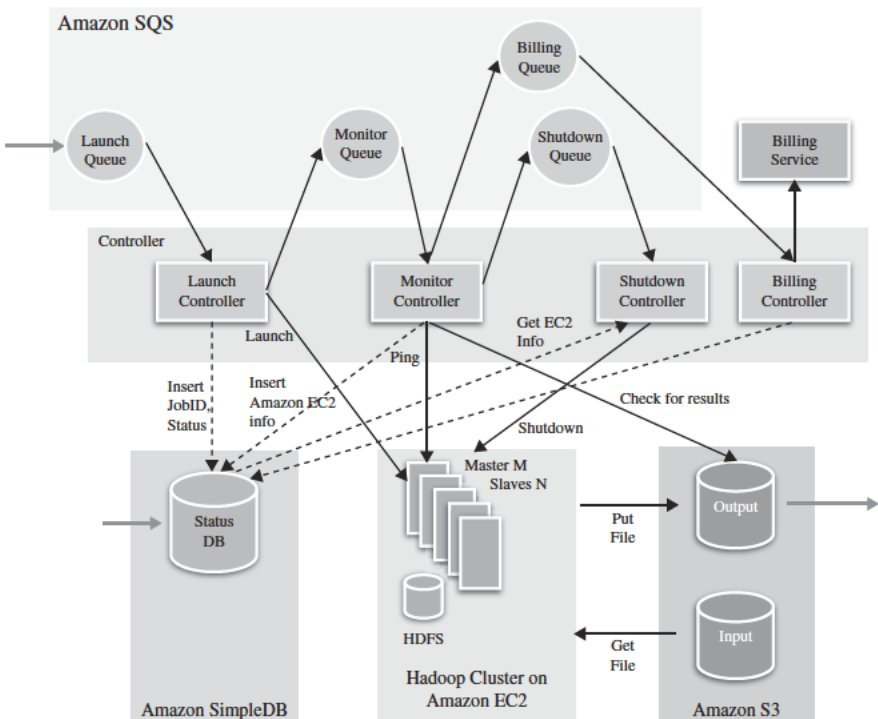 Amazon SQS
Billing
Queue
Launch
Queue
Monitor
Queue
Shutdown
Queue
Billing
Service
Controller
Launch
Controller
Monitor
Controller
Shutdown
Controller
Billing
Controller
Launch
Ping
Get EC2
Info
Insert
JobID,
Status
Insert
Amazon EC2
info
Check for results
Shutdown
Master M
Slaves N
Status
DB
HDFS
Put
File
Output
Get
File
Input
Hadoop Cluster on
Amazon EC2
Amazon SimpleDB
Amazon S3